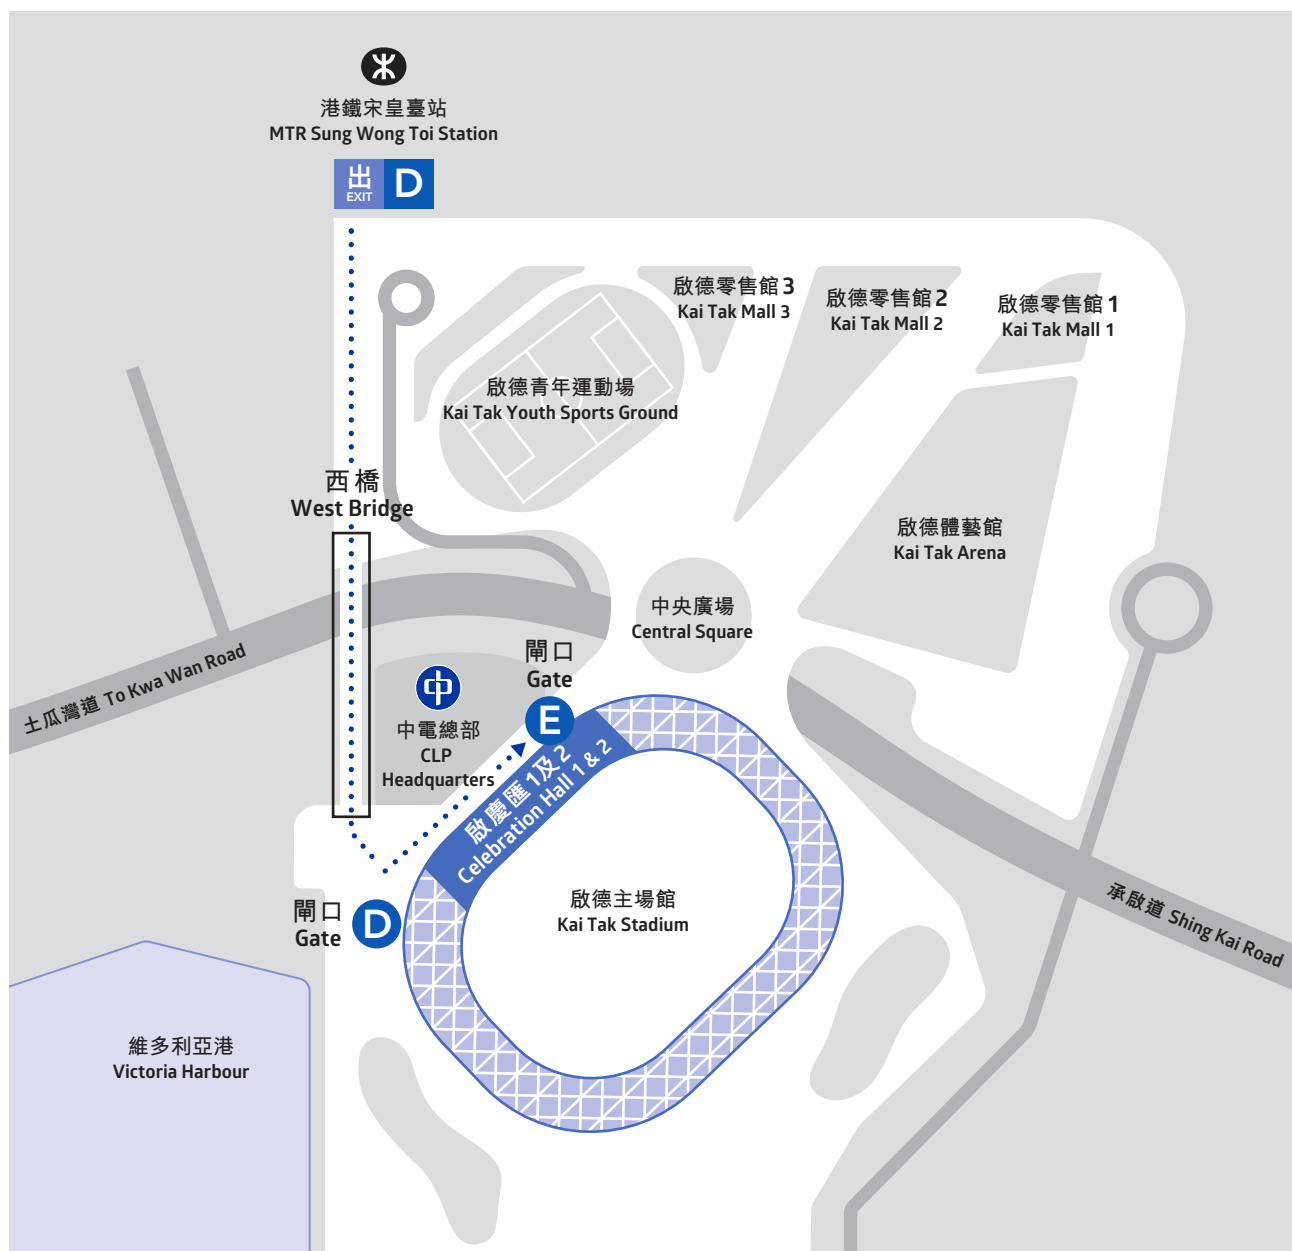 港鐵宋皇臺站
MTR Sung Wong Toi Station
出
EXIT
D
啟德零售館3
Kai Tak Mall 3
啟德零售館2
Kai Tak Mall 2
啟德零售館1
Kai Tak Mall 1
啟德青年運動場
Kai Tak Youth Sports Ground
西橋
West Bridge
啟德體藝館
Kai Tak Arena
中央廣場
Central Square
土瓜灣道 To Kwa Wan Road
閘口
Gate
E
中電總部
CLP
Headquarters
啟慶匯 1及2
Celebration Hall 1 & 2
啟德主場館
Kai Tak Stadium
閘口
Gate
D
承啟道 Shing Kai Road
維多利亞港
Victoria Harbour